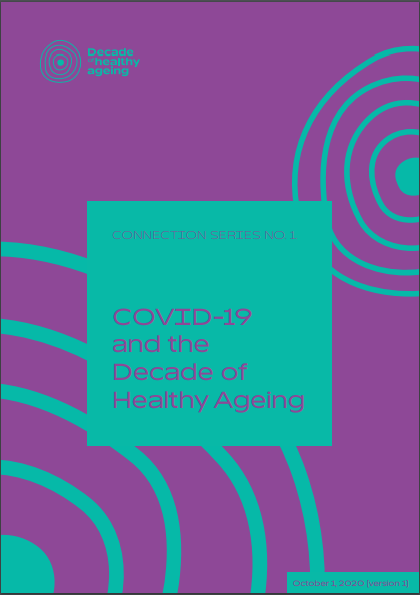 Decade
of healthy
ageing
CONNECTION SERIES NO. 1
COVID-19
and the
Decade of
Healthy Ageing
October 1, 2020 [version 1]